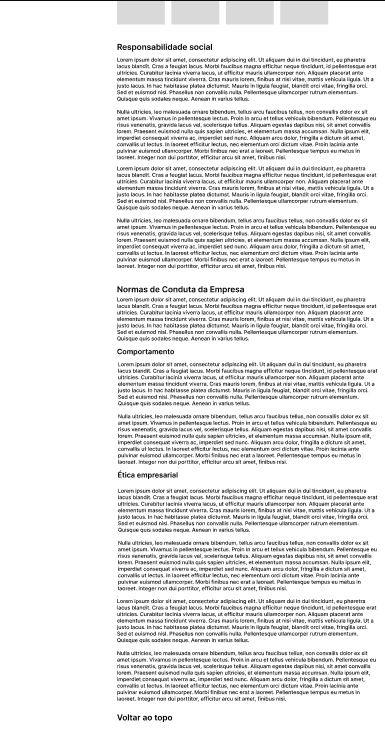 Responsabilidade social
Lorem ipsum dolor sit amet, consectetur adipiscing elit. Ut aliquam dui in dui tincidunt, eu pharetra
lacus blandit. Cras a feugiat lacus. Morbi faucibus magna eget neque tincidunt, id pellentesque erat
ultricies. Curabitur lacinia viverra lacus, ut efficitur mauris ullamcorper non. Aliquam placerat ante
elementum massa tincidunt viverra. Cras mauris lorem, finibus at nisi vitae, mattis vehicula ligula. Ut a
justo lacus. In hac habitasse platea dictumst. Mauris in ligula feugiat, dictum diam at, fringilla orci.
Sed et euismod nisl. Phasellus non convallis nulla. Pellentesque ullamcorper rutrum elementum.
Quisque quis sodales neque. Aenean in varius tellus.
Nulla ultricies, leo malesuada ornare bibendum, tellus arcu faucibus tellus, non convallis dolor ex sit
amet ipsum. Vivamus in pellentesque lectus. Proin in arcu et tellus vehicula bibendum. Pellentesque eu
risus venenatis, gravida lacus vel, scelerisque tellus. Aliquam egestas dapibus nisi, sit amet convallis
lorem. Praesent euismod nulla quis sapien ultricies, et elementum massa accumsan. Nulla ipsum elit,
imperdiet consequat viverra ac, imperdiet sed nunc. Aliquam orci dolor, fringilla a dictum sit amet,
convallis ut lectus. In laoreet efficitur lectus, nec elementum orci dictum vitae. Proin lacinia ante
pulvinar euismod ullamcorper. Morbi finibus nec erat a laoreet. Pellentesque tempus eu metus in
laoreet. Integer non dui porttitor, efficitur arcu sit amet, finibus nisi.
Lorem ipsum dolor sit amet, consectetur adipiscing elit. Ut aliquam dui in dui tincidunt, eu pharetra
lacus blandit. Cras a feugiat lacus. Morbi faucibus magna eget neque tincidunt, id pellentesque erat
ultricies. Curabitur lacinia viverra lacus, ut efficitur mauris ullamcorper non. Aliquam placerat ante
elementum massa tincidunt viverra. Cras mauris lorem, finibus at nisi vitae, mattis vehicula ligula. Ut a
justo lacus. In hac habitasse platea dictumst. Mauris in ligula feugiat, dictum diam at, fringilla orci.
Sed et euismod nisl. Phasellus non convallis nulla. Pellentesque ullamcorper rutrum elementum.
Quisque quis sodales neque. Aenean in varius tellus.
Nulla ultricies, leo malesuada ornare bibendum, tellus arcu faucibus tellus, non convallis dolor ex sit
amet ipsum. Vivamus in pellentesque lectus. Proin in arcu et tellus vehicula bibendum. Pellentesque eu
risus venenatis, gravida lacus vel, scelerisque tellus. Aliquam egestas dapibus nisi, sit amet convallis
lorem. Praesent euismod nulla quis sapien ultricies, et elementum massa accumsan. Nulla ipsum elit,
imperdiet consequat viverra ac, imperdiet sed nunc. Aliquam orci dolor, fringilla a dictum sit amet,
convallis ut lectus. In laoreet efficitur lectus, nec elementum orci dictum vitae. Proin lacinia ante
pulvinar euismod ullamcorper. Morbi finibus nec erat a laoreet. Pellentesque tempus eu metus in
laoreet. Integer non dui porttitor, efficitur arcu sit amet, finibus nisi.
Normas de Conduta da Empresa
Lorem ipsum dolor sit amet, consectetur adipiscing elit. Ut aliquam dui in dui tincidunt, eu pharetra
lacus blandit. Cras a feugiat lacus. Morbi faucibus magna eget neque tincidunt, id pellentesque erat
ultricies. Curabitur lacinia viverra lacus, ut efficitur mauris ullamcorper non. Aliquam placerat ante
elementum massa tincidunt viverra. Cras mauris lorem, finibus at nisi vitae, mattis vehicula ligula. Ut a
justo lacus. In hac habitasse platea dictumst. Mauris in ligula feugiat, dictum diam at, fringilla orci.
Sed et euismod nisl. Phasellus non convallis nulla. Pellentesque ullamcorper rutrum elementum.
Quisque quis sodales neque. Aenean in varius tellus.
Comportamento
Lorem ipsum dolor sit amet, consectetur adipiscing elit. Ut aliquam dui in dui tincidunt, eu pharetra
lacus blandit. Cras a feugiat lacus. Morbi faucibus magna eget neque tincidunt, id pellentesque erat
ultricies. Curabitur lacinia viverra lacus, ut efficitur mauris ullamcorper non. Aliquam placerat ante
elementum massa tincidunt viverra. Cras mauris lorem, finibus at nisi vitae, mattis vehicula ligula. Ut a
justo lacus. In hac habitasse platea dictumst. Mauris in ligula feugiat, dictum diam at, fringilla orci.
Sed et euismod nisl. Phasellus non convallis nulla. Pellentesque ullamcorper rutrum elementum.
Quisque quis sodales neque. Aenean in varius tellus.
Nulla ultricies, leo malesuada ornare bibendum, tellus arcu faucibus tellus, non convallis dolor ex sit
amet ipsum. Vivamus in pellentesque lectus. Proin in arcu et tellus vehicula bibendum. Pellentesque eu
risus venenatis, gravida lacus vel, scelerisque tellus. Aliquam egestas dapibus nisi, sit amet convallis
lorem. Praesent euismod nulla quis sapien ultricies, et elementum massa accumsan. Nulla ipsum elit,
imperdiet consequat viverra ac, imperdiet sed nunc. Aliquam orci dolor, fringilla a dictum sit amet,
convallis ut lectus. In laoreet efficitur lectus, nec elementum orci dictum vitae. Proin lacinia ante
pulvinar euismod ullamcorper. Morbi finibus nec erat a laoreet. Pellentesque tempus eu metus in
laoreet. Integer non dui porttitor, efficitur arcu sit amet, finibus nisi.
Ética empresarial
Lorem ipsum dolor sit amet, consectetur adipiscing elit. Ut aliquam dui in dui tincidunt, eu pharetra
lacus blandit. Cras a feugiat lacus. Morbi faucibus magna eget neque tincidunt, id pellentesque erat
ultricies. Curabitur lacinia viverra lacus, ut efficitur mauris ullamcorper non. Aliquam placerat ante
elementum massa tincidunt viverra. Cras mauris lorem, finibus at nisi vitae, mattis vehicula ligula. Ut a
justo lacus. In hac habitasse platea dictumst. Mauris in ligula feugiat, dictum diam at, fringilla orci.
Sed et euismod nisl. Phasellus non convallis nulla. Pellentesque ullamcorper rutrum elementum.
Quisque quis sodales neque. Aenean in varius tellus.
Nulla ultricies, leo malesuada ornare bibendum, tellus arcu faucibus tellus, non convallis dolor ex sit
amet ipsum. Vivamus in pellentesque lectus. Proin in arcu et tellus vehicula bibendum. Pellentesque eu
risus venenatis, gravida lacus vel, scelerisque tellus. Aliquam egestas dapibus nisi, sit amet convallis
lorem. Praesent euismod nulla quis sapien ultricies, et elementum massa accumsan. Nulla ipsum elit,
imperdiet consequat viverra ac, imperdiet sed nunc. Aliquam orci dolor, fringilla a dictum sit amet,
convallis ut lectus. In laoreet efficitur lectus, nec elementum orci dictum vitae. Proin lacinia ante
pulvinar euismod ullamcorper. Morbi finibus nec erat a laoreet. Pellentesque tempus eu metus in
laoreet. Integer non dui porttitor, efficitur arcu sit amet, finibus nisi.
Lorem ipsum dolor sit amet, consectetur adipiscing elit. Ut aliquam dui in dui tincidunt, eu pharetra
lacus blandit. Cras a feugiat lacus. Morbi faucibus magna eget neque tincidunt, id pellentesque erat
ultricies. Curabitur lacinia viverra lacus, ut efficitur mauris ullamcorper non. Aliquam placerat ante
elementum massa tincidunt viverra. Cras mauris lorem, finibus at nisi vitae, mattis vehicula ligula. Ut a
justo lacus. In hac habitasse platea dictumst. Mauris in ligula feugiat, dictum diam at, fringilla orci.
Sed et euismod nisl. Phasellus non convallis nulla. Pellentesque ullamcorper rutrum elementum.
Quisque quis sodales neque. Aenean in varius tellus.
Nulla ultricies, leo malesuada ornare bibendum, tellus arcu faucibus tellus, non convallis dolor ex sit
amet ipsum. Vivamus in pellentesque lectus. Proin in arcu et tellus vehicula bibendum. Pellentesque eu
risus venenatis, gravida lacus vel, scelerisque tellus. Aliquam egestas dapibus nisi, sit amet convallis
lorem. Praesent euismod nulla quis sapien ultricies, et elementum massa accumsan. Nulla ipsum elit,
imperdiet consequat viverra ac, imperdiet sed nunc. Aliquam orci dolor, fringilla a dictum sit amet,
convallis ut lectus. In laoreet efficitur lectus, nec elementum orci dictum vitae. Proin lacinia ante
pulvinar euismod ullamcorper. Morbi finibus nec erat a laoreet. Pellentesque tempus eu metus in
laoreet. Integer non dui porttitor, efficitur arcu sit amet, finibus nisi.
Voltar ao topo